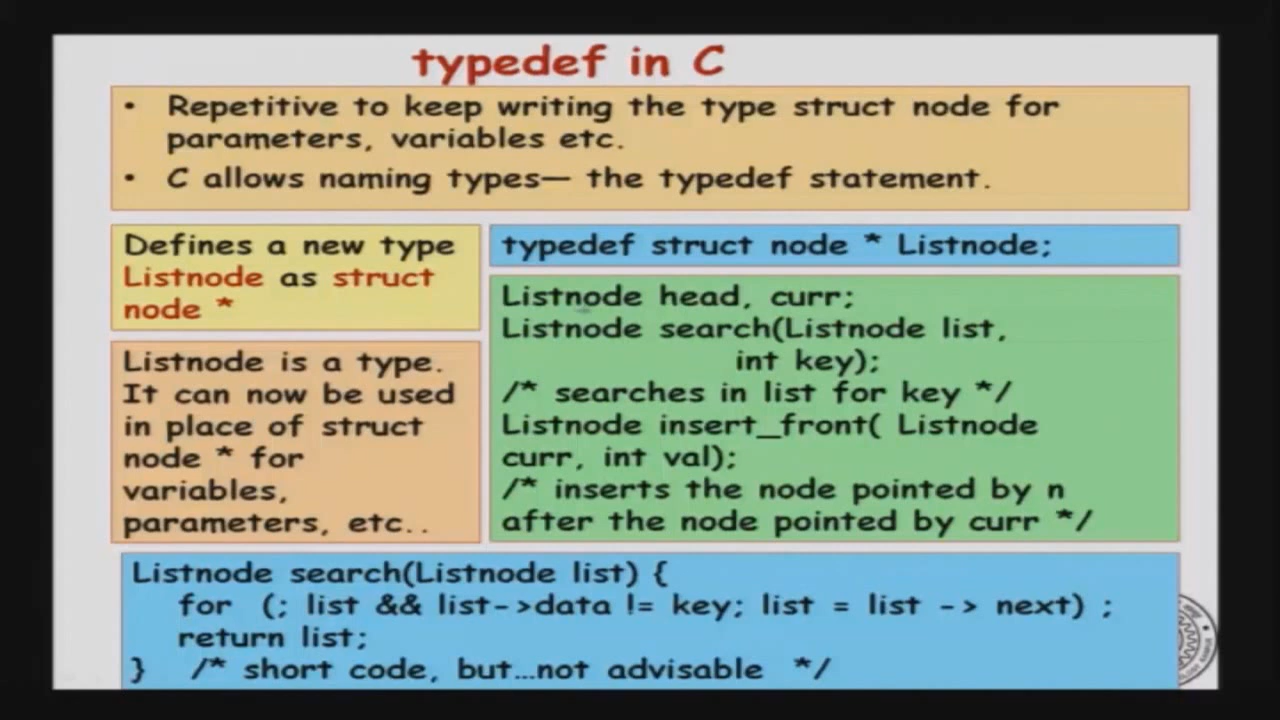 typedef in C
• Repetitive to keep writing the type struct node for
parameters, variables etc.
• C allows naming types— the typedef statement.
Defines a new type
Listnode as struct
node *
typedef struct node * Listnode;
Listnode is a type.
It can now be used
in place of struct
node * for
variables,
parameters, etc..
Listnode head, curr;
Listnode search(Listnode list,
int key);
/* searches in list for key */
Listnode insert_front( Listnode
curr, int val);
/* inserts the node pointed by n
after the node pointed by curr */
Listnode search(Listnode list) {
for (; list && list->data != key; list = list -> next) ;
return list;
} /* short code, but…not advisable */